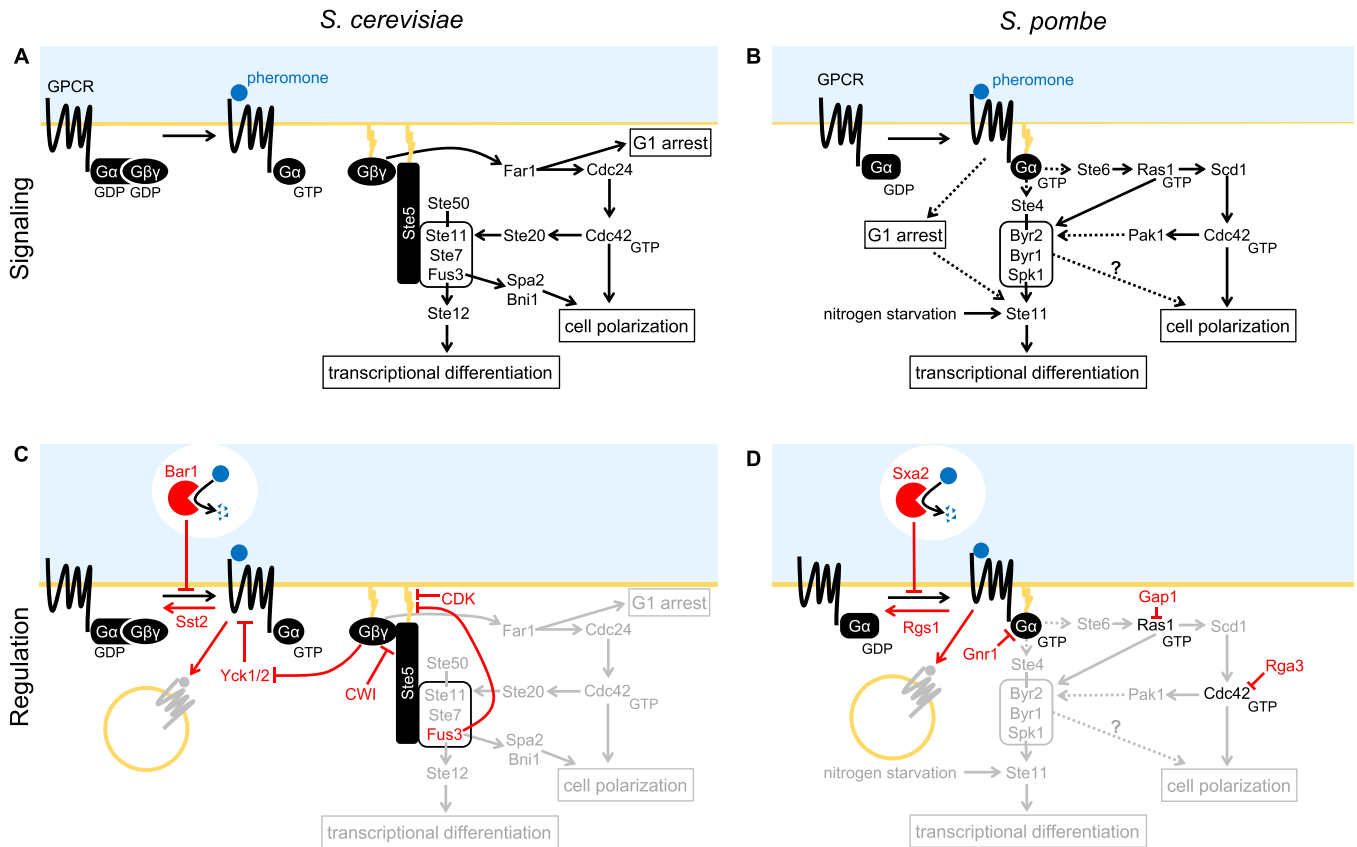 S. cerevisiae
S. pombe
Signaling
A
GPCR
pheromone
Gα
Gβγ
GDP
GDP
Gα
GTP
Gβγ
Ste5
Far1
G1 arrest
Cdc24
Ste50
Ste11
Ste20
Cdc42
GTP
Ste7
Fus3
Spa2
Bni1
Ste12
cell polarization
transcriptional differentiation
B
GPCR
pheromone
Gα
GDP
Gα
GTP
Ste6
Ras1
GTP
Scd1
Ste4
G1 arrest
Byr2
Pak1
Cdc42
GTP
Byr1
?
Spk1
nitrogen starvation
Ste11
cell polarization
transcriptional differentiation
Regulation
C
Bar1
Sst2
Gα
Gβγ
GDP
Gα
GTP
Yck1/2
Gβγ
CWI
CDK
Ste5
Far1
G1 arrest
Cdc24
Ste50
Ste11
Ste20
Cdc42
GTP
Ste7
Fus3
Spa2
Bni1
Ste12
cell polarization
transcriptional differentiation
D
Sxa2
Gα
GDP
Rgs1
Gnr1
Gα
GTP
Ste6
Gap1
Ras1
GTP
Scd1
Ste4
Rga3
Byr2
Pak1
Cdc42
GTP
Byr1
?
Spk1
nitrogen starvation
Ste11
cell polarization
transcriptional differentiation